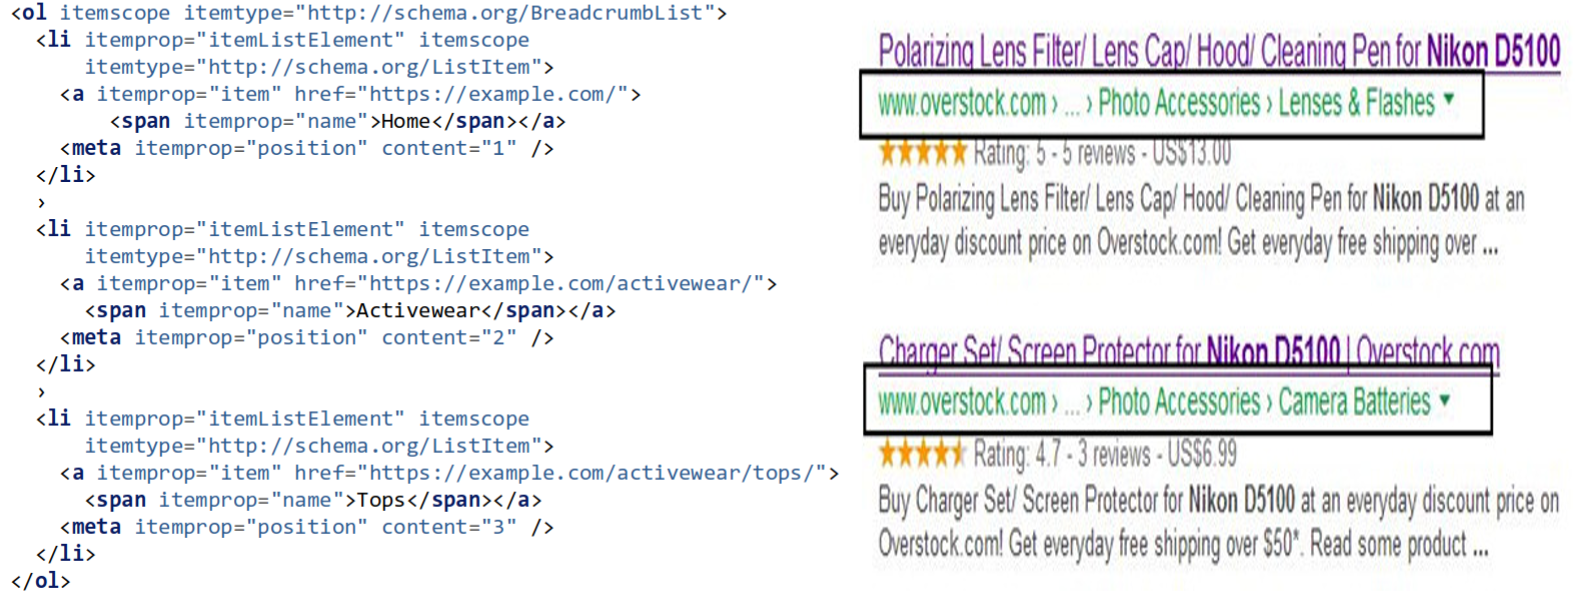 <ol itemscope itemtype="http://schema.org/BreadcrumbList">
<li itemprop="itemListElement" itemscope
itemtype="http://schema.org/ListItem">
<a itemprop="item" href="https://example.com/">
<span itemprop="name">Home</span></a>
<meta itemprop="position" content="1" />
</li>
›
<li itemprop="itemListElement" itemscope
itemtype="http://schema.org/ListItem">
<a itemprop="item" href="https://example.com/activewear/">
<span itemprop="name">Activewear</span></a>
<meta itemprop="position" content="2" />
</li>
›
<li itemprop="itemListElement" itemscope
itemtype="http://schema.org/ListItem">
<a itemprop="item" href="https://example.com/activewear/tops/">
<span itemprop="name">Tops</span></a>
<meta itemprop="position" content="3" />
</li>
</ol>
Polarizing Lens Filter/ Lens Cap/ Hood/ Cleaning Pen for Nikon D5100
www.overstock.com › ... › Photo Accessories › Lenses & Flashes ▼
★★★★★ Rating: 5 - 5 reviews - US$13.00
Buy Polarizing Lens Filter/ Lens Cap/ Hood/ Cleaning Pen for Nikon D5100 at an
everyday discount price on Overstock.com! Get everyday free shipping over ...
Charger Set/ Screen Protector for Nikon D5100 | Overstock.com
www.overstock.com › ... › Photo Accessories › Camera Batteries ▼
Rating: 4.7 - 3 reviews - US$6.99
Buy Charger Set/ Screen Protector for Nikon D5100 at an everyday discount price on
Overstock.com! Get everyday free shipping over $50*. Read some product ...